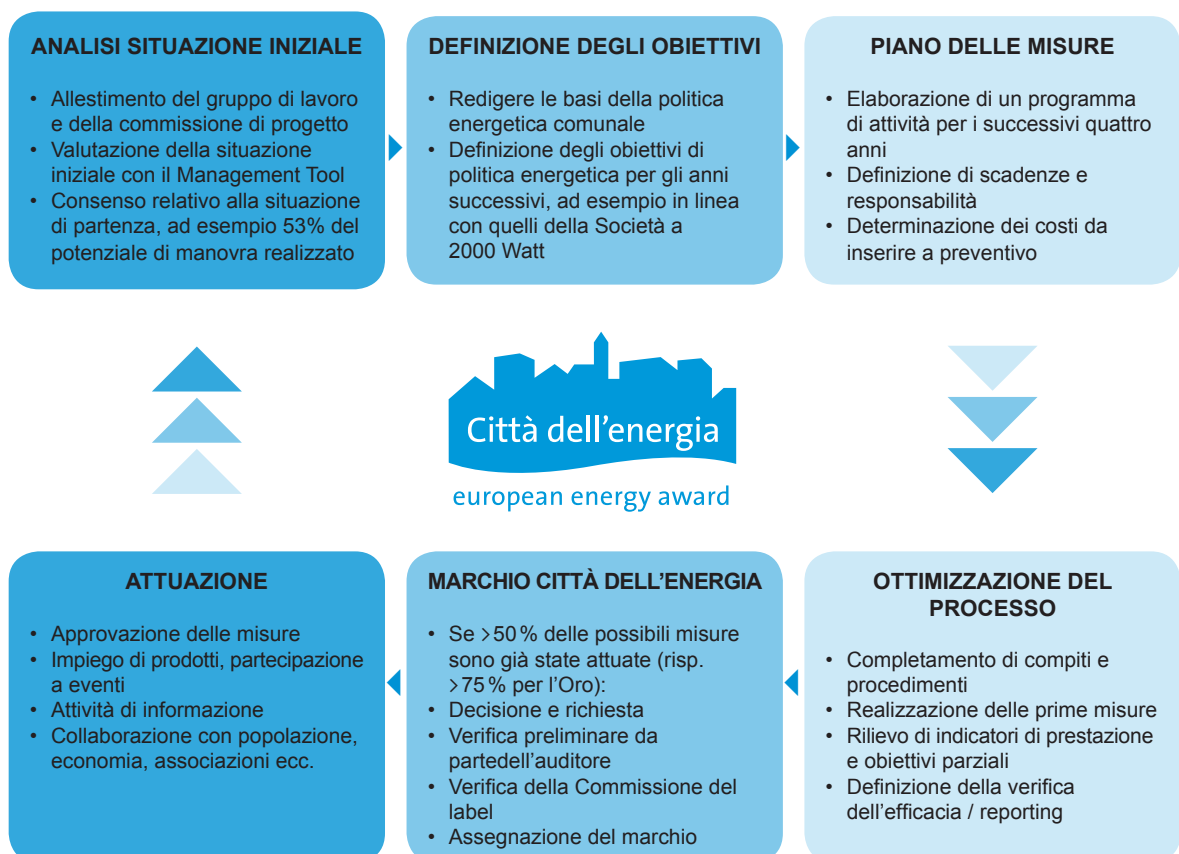 ANALISI SITUAZIONE INIZIALE
• Allestimento del gruppo di lavoro
e della commissione di progetto
• Valutazione della situazione
iniziale con il Management Tool
• Consenso relativo alla situazione
di partenza, ad esempio 53% del
potenziale di manovra realizzato
DEFINIZIONE DEGLI OBIETTIVI
• Redigere le basi della politica
energetica comunale
• Definizione degli obiettivi di
politica energetica per gli anni
successivi, ad esempio in linea
con quelli della Società a
2000 Watt
PIANO DELLE MISURE
• Elaborazione di un programma
di attività per i successivi quattro
anni
• Definizione di scadenze e
responsabilità
• Determinazione dei costi da
inserire a preventivo
Città dell'energia
european energy award
ATTUAZIONE
• Approvazione delle misure
• Impiego di prodotti, partecipazione
a eventi
• Attività di informazione
• Collaborazione con popolazione,
economia, associazioni ecc.
MARCHIO CITTÀ DELL'ENERGIA
• Se >50% delle possibili misure
sono già state attuate (risp.
>75% per l'Oro):
• Decisione e richiesta
• Verifica preliminare da
partedell'auditore
• Verifica della Commissione del
label
• Assegnazione del marchio
OTTIMIZZAZIONE DEL
PROCESSO
• Completamento di compiti e
procedimenti
• Realizzazione delle prime misure
• Rilievo di indicatori di prestazione
e obiettivi parziali
• Definizione della verifica
dell'efficacia / reporting